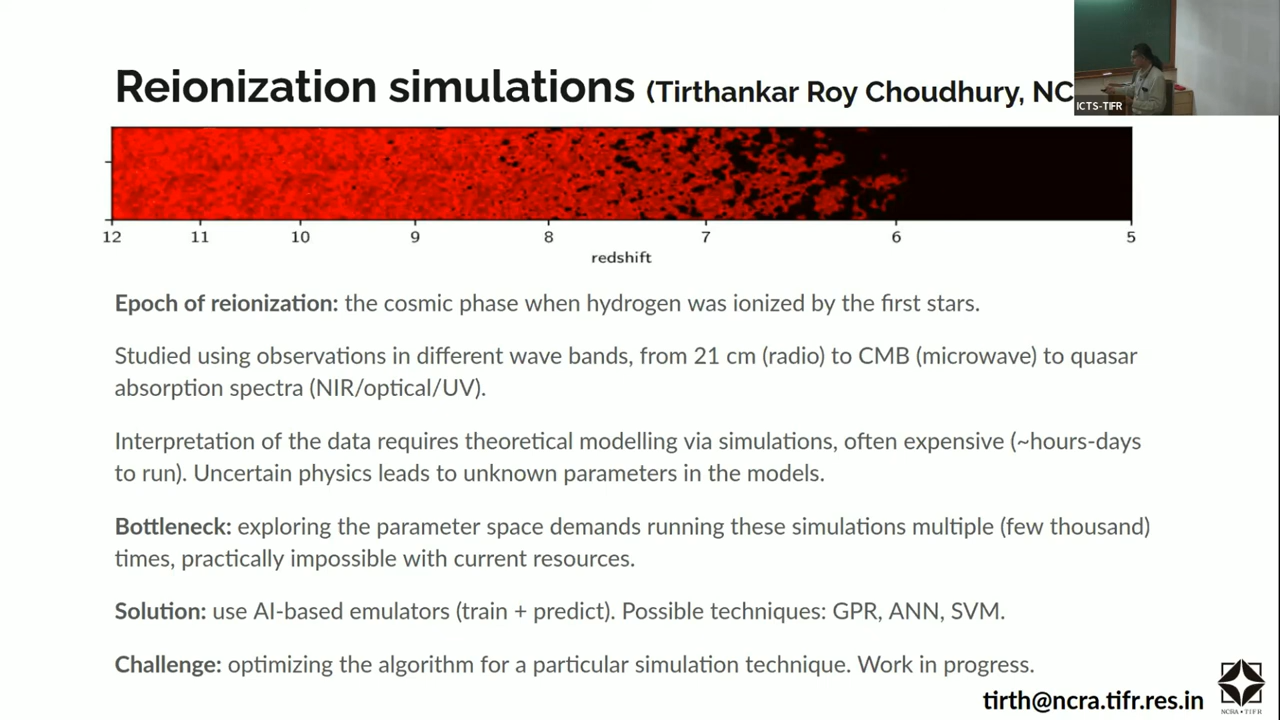 Reionization simulations (Tirthankar Roy Choudhury, NC
ICTS-TIFR
12 11 10 9 8 7 6 5
redshift
Epoch of reionization: the cosmic phase when hydrogen was ionized by the first stars.
Studied using observations in different wave bands, from 21 cm (radio) to CMB (microwave) to quasar
absorption spectra (NIR/optical/UV).
Interpretation of the data requires theoretical modelling via simulations, often expensive (~hours-days
to run). Uncertain physics leads to unknown parameters in the models.
Bottleneck: exploring the parameter space demands running these simulations multiple (few thousand)
times, practically impossible with current resources.
Solution: use AI-based emulators (train + predict). Possible techniques: GPR, ANN, SVM.
Challenge: optimizing the algorithm for a particular simulation technique. Work in progress.
tirth@ncra.tifr.res.in
NCRA • TIFR